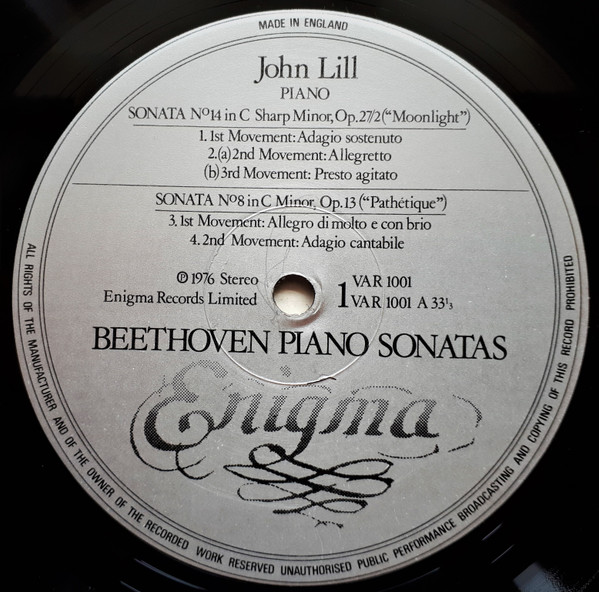 MADE IN ENGLAND
John Lill
PIANO
SONATA Nº14 in C Sharp Minor, Op.27/2 ("Moonlight")
1. 1st Movement: Adagio sostenuto
2.(a) 2nd Movement: Allegretto
(b) 3rd Movement: Presto agitato
SONATA Nº8 in C Minor, Op.13 ("Pathétique")
3. 1st Movement: Allegro di molto e con brio
4. 2nd Movement: Adagio cantabile
℗ 1976 Stereo
Enigma Records Limited
1
VAR 1001
VAR 1001 A 33⅓
BEETHOVEN PIANO SONATAS
Enigma
ALL RIGHTS OF THE MANUFACTURER AND OF THE OWNER OF THE RECORDED WORK RESERVED UNAUTHORISED PUBLIC PERFORMANCE BROADCASTING AND COPYING OF THIS RECORD PROHIBITED